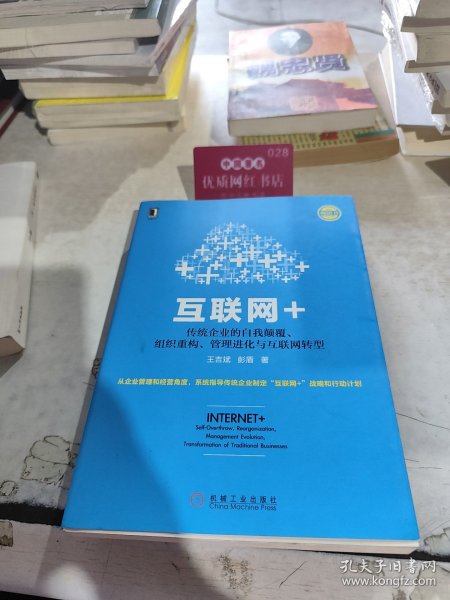 028
优质网红书店
互联网+
传统企业的自我颠覆、
组织重构、管理进化与互联网转型
王吉斌 彭盾 著
从企业管理和经营角度，系统指导传统企业制定“互联网+”战略和行动计划
INTERNET+
Self-Overthrow, Reorganization,
Management Evolution,
Transformation of Traditional Businesses
机械工业出版社
China Machine Press
孔夫子旧书网
www.kongfz.com